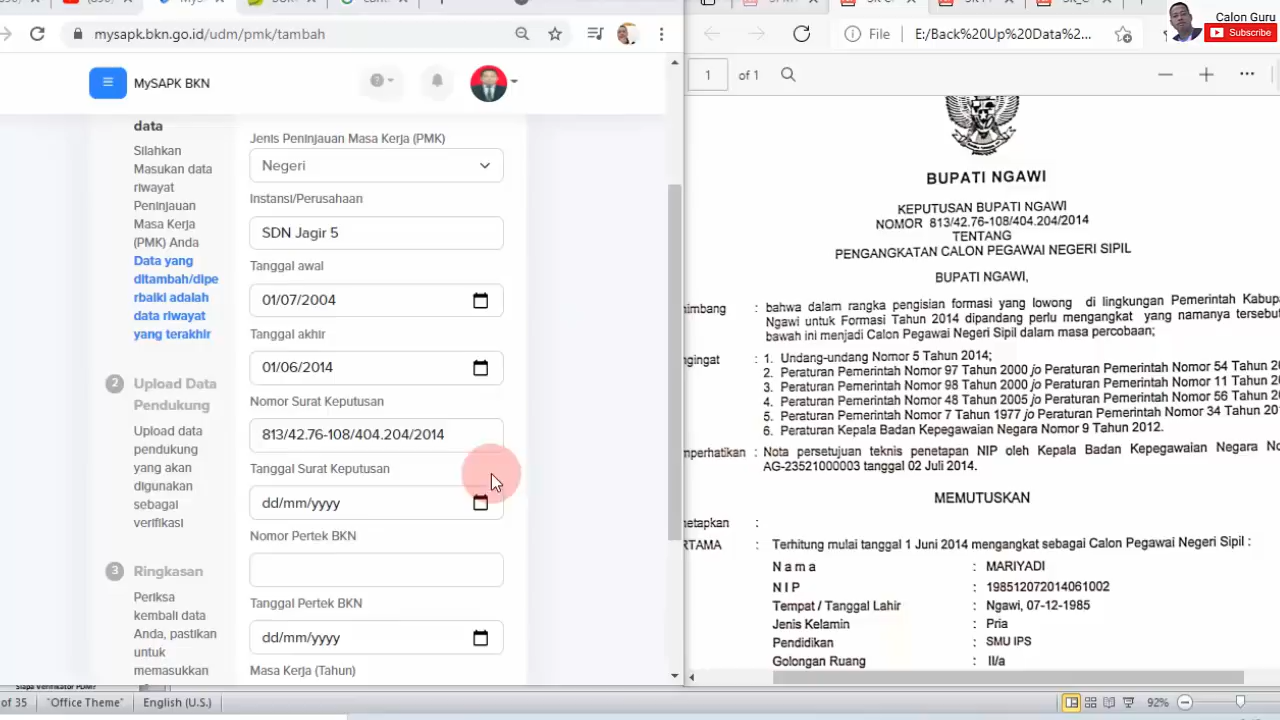 mysapk.bkn.go.id/udm/pmk/tambah
MySAPK BKN
data
Silahkan
Masukan data
riwayat
Peninjauan
Masa Kerja
(PMK) Anda
Data yang
ditambah/dipe
rbaiki adalah
data riwayat
yang terakhir
2 Upload Data
Pendukung
Upload data
pendukung
yang akan
digunakan
sebagai
verifikasi
3 Ringkasan
Periksa
kembali data
Anda, pastikan
untuk
memasukkan
Jenis Peninjauan Masa Kerja (PMK)
Negeri
Instansi/Perusahaan
SDN Jagir 5
Tanggal awal
01/07/2004
Tanggal akhir
01/06/2014
Nomor Surat Keputusan
813/42.76-108/404.204/2014
Tanggal Surat Keputusan
dd/mm/yyyy
Nomor Pertek BKN
Tanggal Pertek BKN
dd/mm/yyyy
Masa Kerja (Tahun)
of 35 "Office Theme" English (U.S.)
92%
Calon Guru
Subscribe
File E:/Back%20Up%20Data%2...
1 of 1
BUPATI NGAWI
KEPUTUSAN BUPATI NGAWI
NOMOR 813/42.76-108/404.204/2014
TENTANG
PENGANGKATAN CALON PEGAWAI NEGERI SIPIL
BUPATI NGAWI,
nimbang : bahwa dalam rangka pengisian formasi yang lowong di lingkungan Pemerintah Kabup
Ngawi untuk Formasi Tahun 2014 dipandang perlu mengangkat yang namanya tersebut
bawah ini menjadi Calon Pegawai Negeri Sipil dalam masa percobaan;
ngingat : 1. Undang-undang Nomor 5 Tahun 2014;
2. Peraturan Pemerintah Nomor 97 Tahun 2000 jo Peraturan Pemerintah Nomor 54 Tahun 20
3. Peraturan Pemerintah Nomor 98 Tahun 2000 jo Peraturan Pemerintah Nomor 11 Tahun 20
4. Peraturan Pemerintah Nomor 48 Tahun 2005 jo Peraturan Pemerintah Nomor 56 Tahun 20
5. Peraturan Pemerintah Nomor 7 Tahun 1977 jo Peraturan Pemerintah Nomor 34 Tahun 201
6. Peraturan Kepala Badan Kepegawaian Negara Nomor 9 Tahun 2012.
mperhatikan : Nota persetujuan teknis penetapan NIP oleh Kepala Badan Kepegawaian Negara No
AG-23521000003 tanggal 02 Juli 2014.
MEMUTUSKAN
netapkan :
RTAMA : Terhitung mulai tanggal 1 Juni 2014 mengangkat sebagai Calon Pegawai Negeri Sipil :
N a m a : MARIYADI
N I P : 198512072014061002
Tempat / Tanggal Lahir : Ngawi, 07-12-1985
Jenis Kelamin : Pria
Pendidikan : SMU IPS
Golongan Ruang : II/a